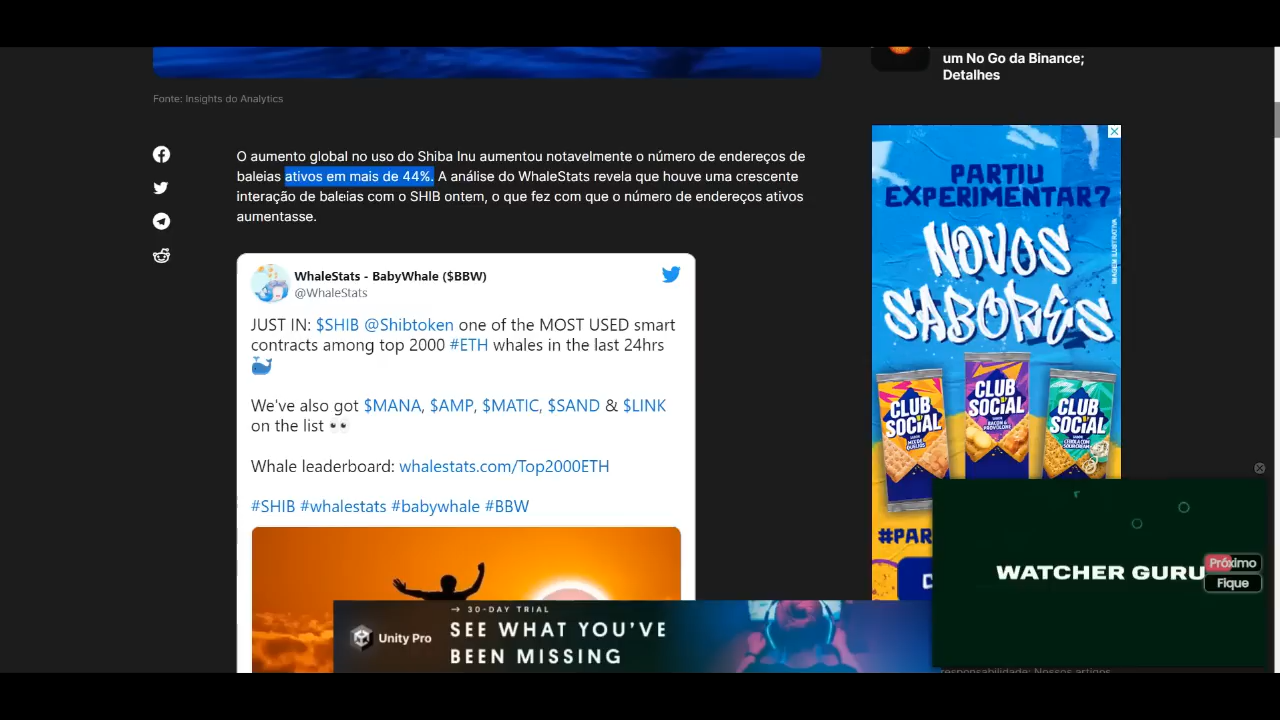 um No Go da Binance;
Detalhes
Fonte: Insights do Analytics
O aumento global no uso do Shiba Inu aumentou notavelmente o número de endereços de
baleias ativos em mais de 44%. A análise do WhaleStats revela que houve uma crescente
interação de baleias com o SHIB ontem, o que fez com que o número de endereços ativos
aumentasse.
WhaleStats - BabyWhale ($BBW)
@WhaleStats
JUST IN: $SHIB @Shibtoken one of the MOST USED smart
contracts among top 2000 #ETH whales in the last 24hrs
We've also got $MANA, $AMP, $MATIC, $SAND & $LINK
on the list
Whale leaderboard: whalestats.com/Top2000ETH
#SHIB #whalestats #babywhale #BBW
PARTIU
EXPERIMENTAR?
NOVOS
SABORES
IMAGEM ILUSTRATIVA
CLUB
SOCIAL
CLUB
SOCIAL
CLUB
SOCIAL
#PAR
WATCHER GURU
Próximo
Fique
Unity Pro
→ 30-DAY TRIAL
SEE WHAT YOU'VE
BEEN MISSING
responsabilidade: Nossos artigos